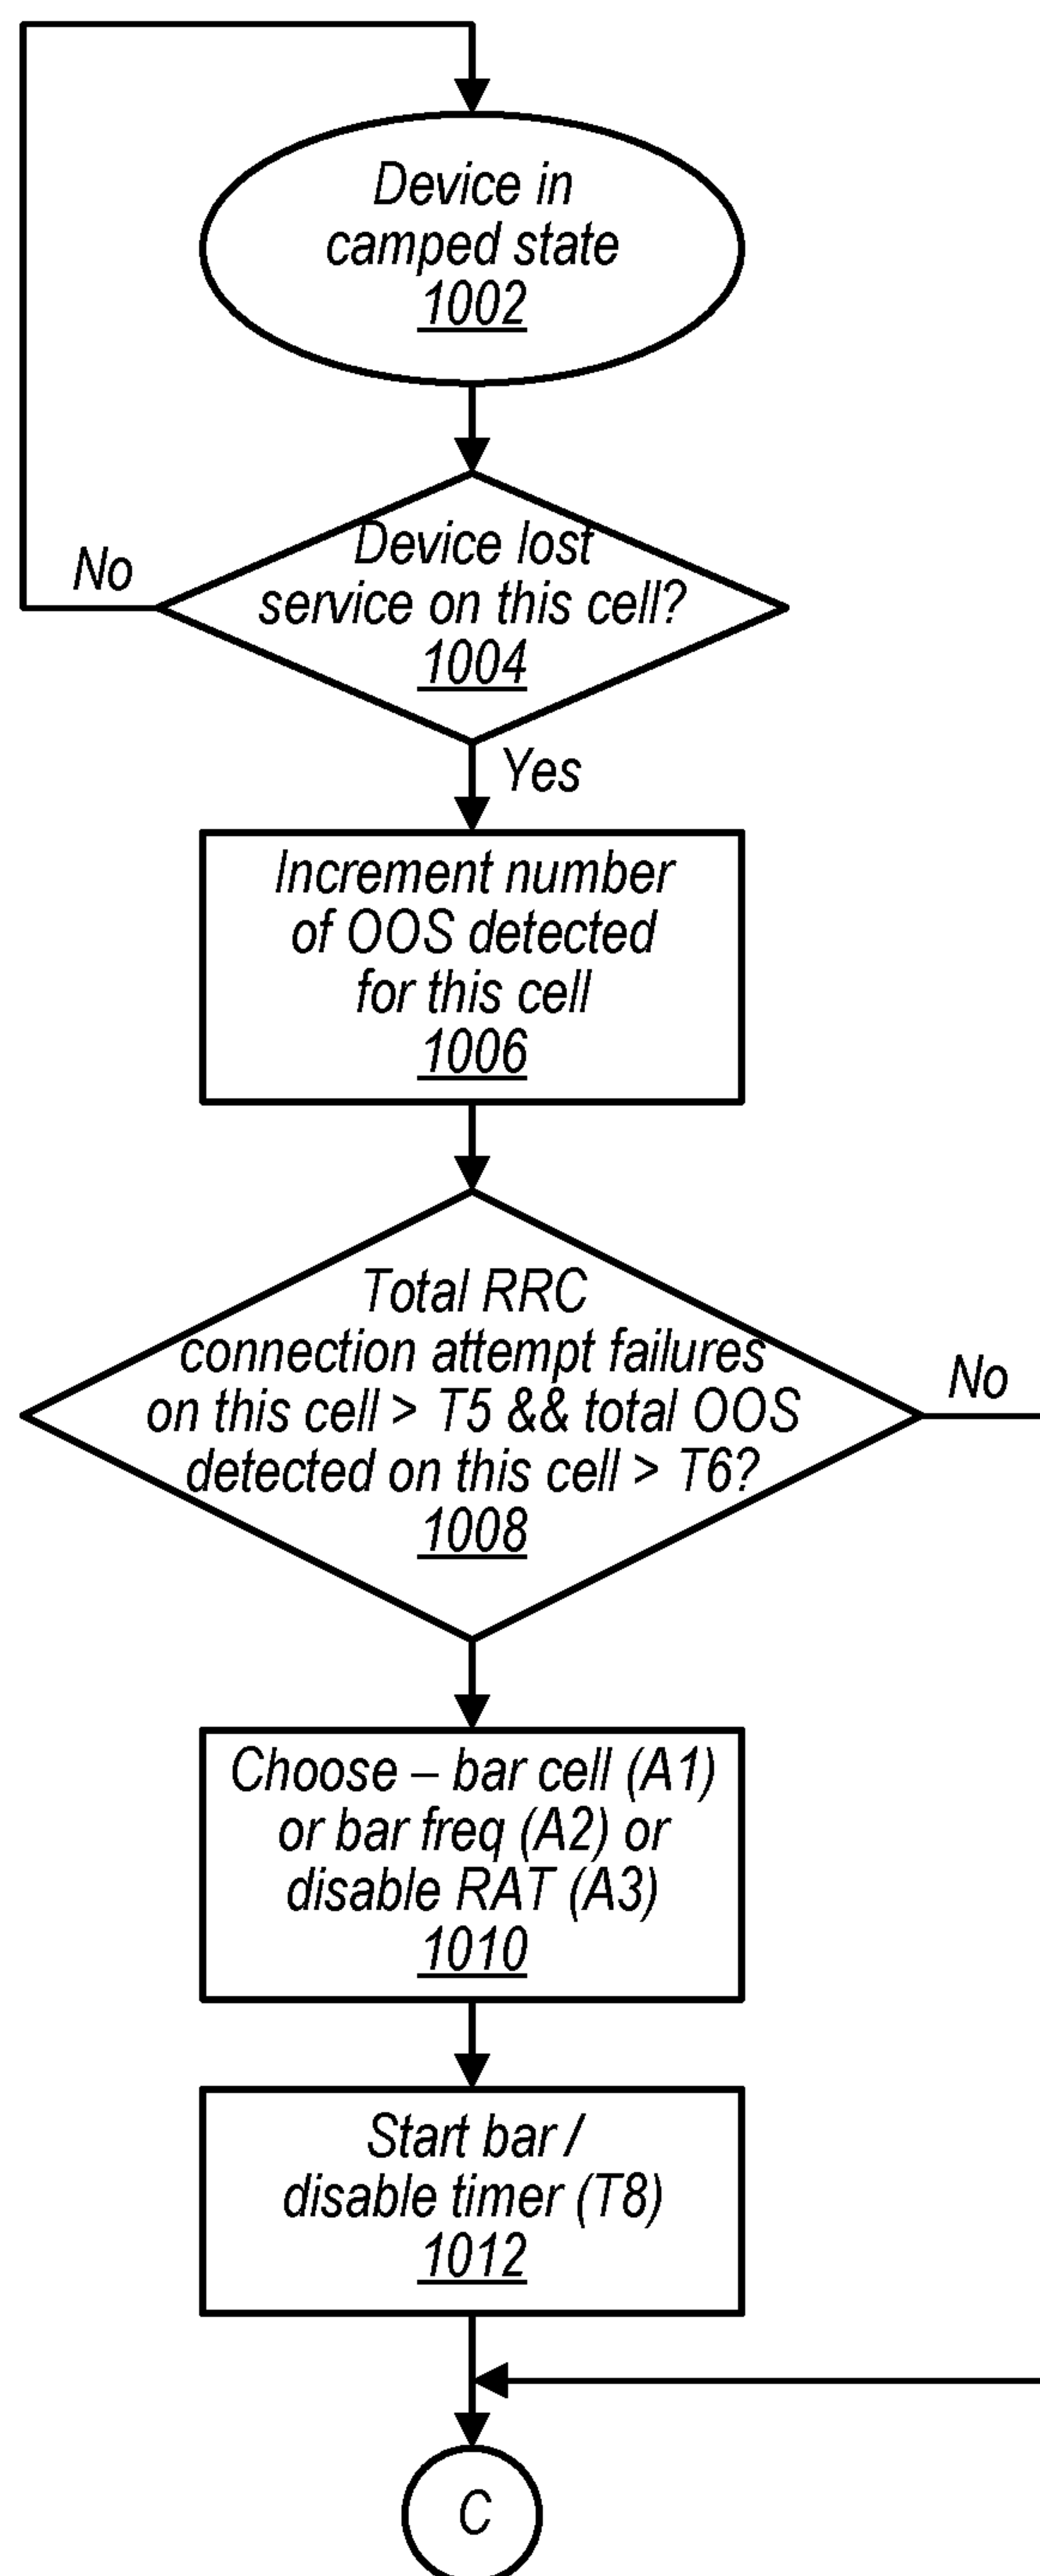 Device in
camped state
1002
Device lost
service on this cell?
1004
No
Yes
Increment number
of OOS detected
for this cell
1006
Total RRC
connection attempt failures
on this cell > T5 && total OOS
detected on this cell > T6?
1008
No
Choose – bar cell (A1)
or bar freq (A2) or
disable RAT (A3)
1010
Start bar /
disable timer (T8)
1012
C